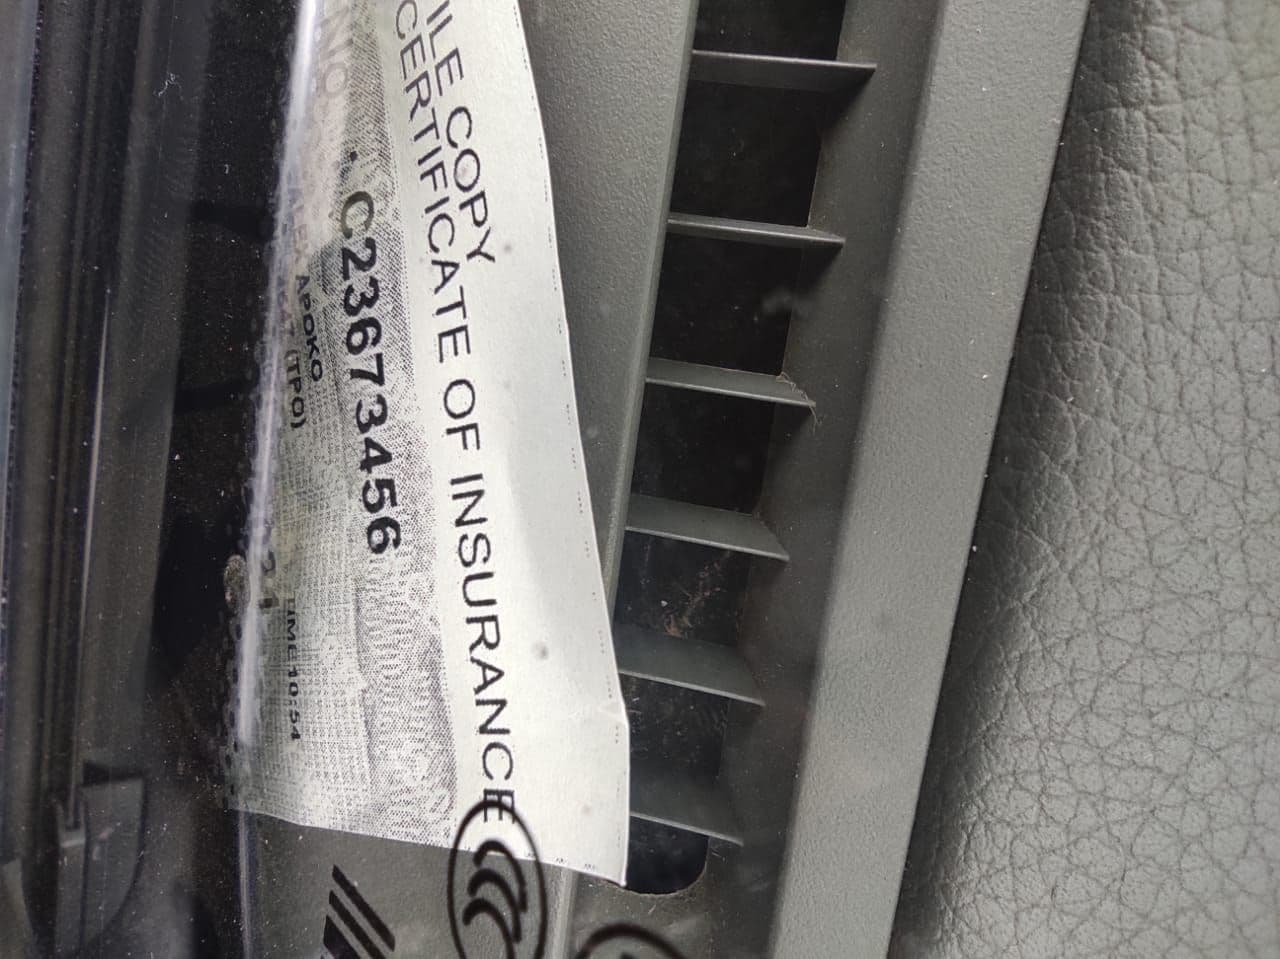 ILE COPY
CERTIFICATE OF INSURANCE
C23673456
APOKO
(TPO)
TIME 10:54